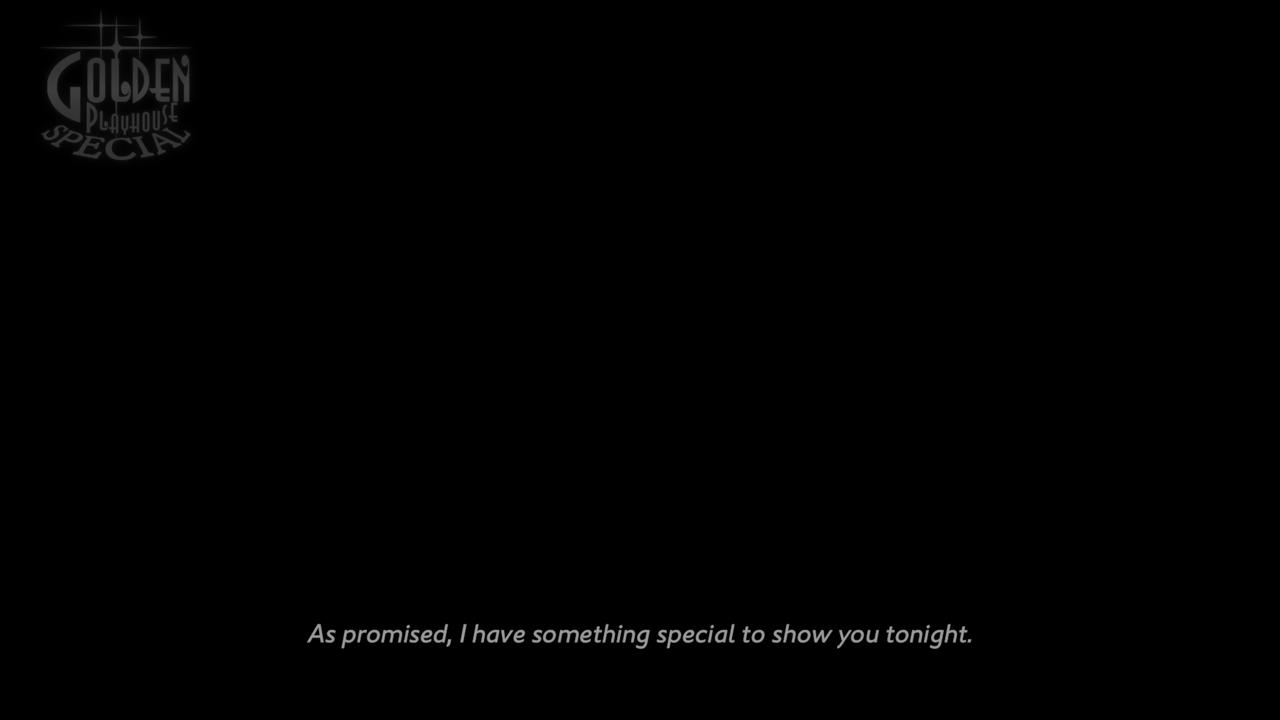 GOLDEN
PLAYHOUSE
SPECIAL
As promised, I have something special to show you tonight.